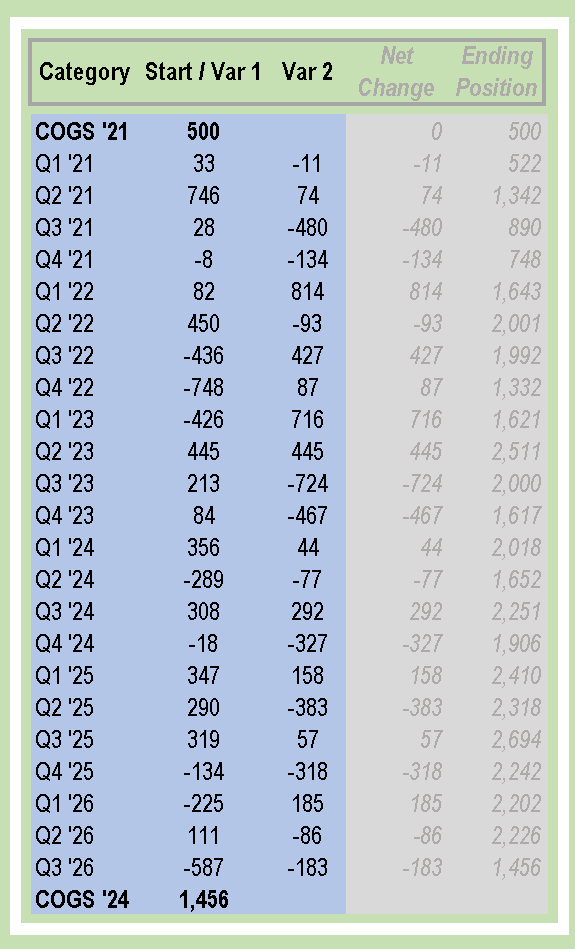 Category Start / Var 1 Var 2 Net Change Ending Position
COGS '21 500 0 500
Q1 '21 33 -11 -11 522
Q2 '21 746 74 74 1,342
Q3 '21 28 -480 -480 890
Q4 '21 -8 -134 -134 748
Q1 '22 82 814 814 1,643
Q2 '22 450 -93 -93 2,001
Q3 '22 -436 427 427 1,992
Q4 '22 -748 87 87 1,332
Q1 '23 -426 716 716 1,621
Q2 '23 445 445 445 2,511
Q3 '23 213 -724 -724 2,000
Q4 '23 84 -467 -467 1,617
Q1 '24 356 44 44 2,018
Q2 '24 -289 -77 -77 1,652
Q3 '24 308 292 292 2,251
Q4 '24 -18 -327 -327 1,906
Q1 '25 347 158 158 2,410
Q2 '25 290 -383 -383 2,318
Q3 '25 319 57 57 2,694
Q4 '25 -134 -318 -318 2,242
Q1 '26 -225 185 185 2,202
Q2 '26 111 -86 -86 2,226
Q3 '26 -587 -183 -183 1,456
COGS '24 1,456